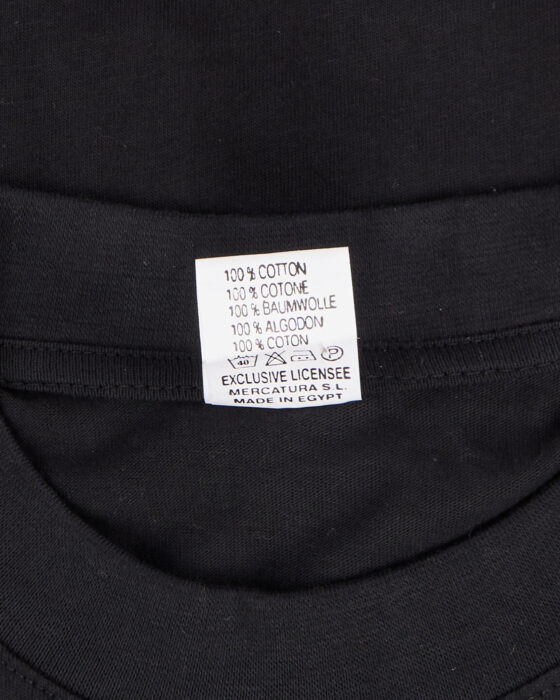 100 % COTTON
100 % COTONE
100 % BAUMWOLLE
100 % ALGODON
100 % COTON
40 P
EXCLUSIVE LICENSEE
MERCATURA S.L.
MADE IN EGYPT